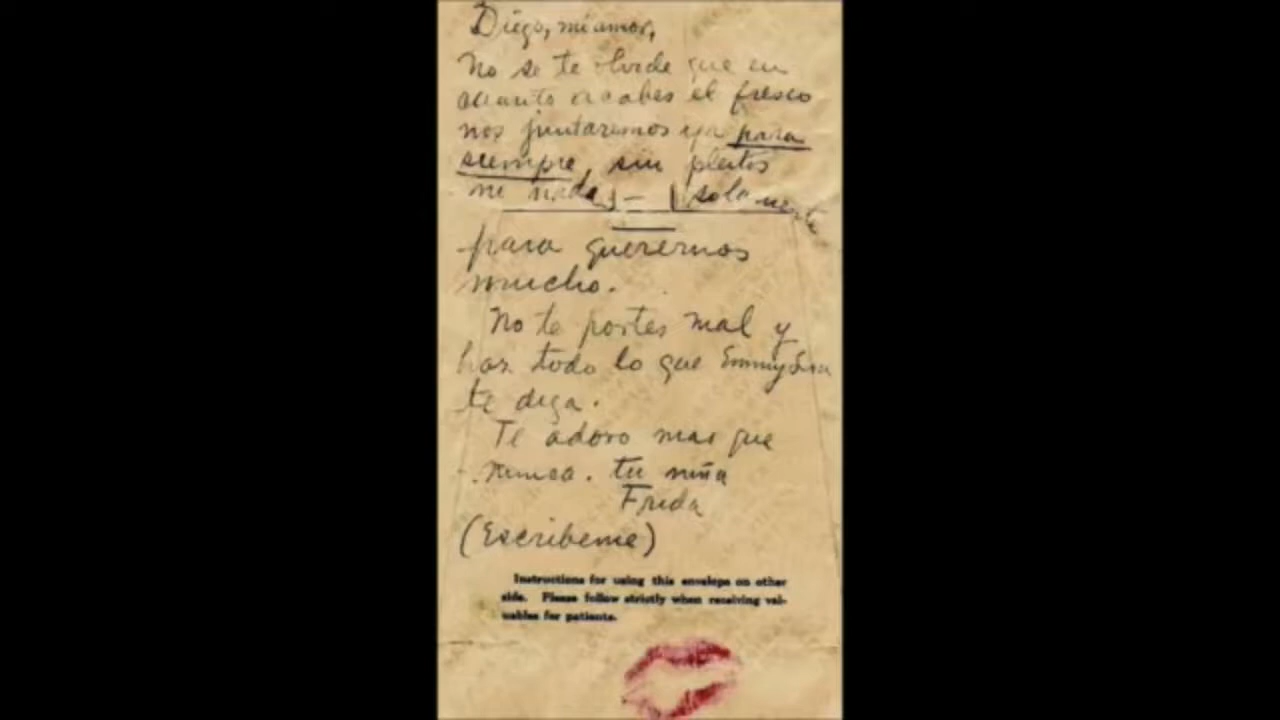 Diego, mi amor,
No se te olvide que en
cuanto acabes el fresco
nos juntaremos ya para
siempre, sin pleitos
ni nada, — solamente
para querernos
mucho.
No te portes mal y
haz todo lo que Emmy Lou
te diga.
Te adoro mas que
nunca. tu niña
Frida
(Escribeme)
Instructions for using this envelope on other
side. Please follow strictly when receiving val-
uables for patients.